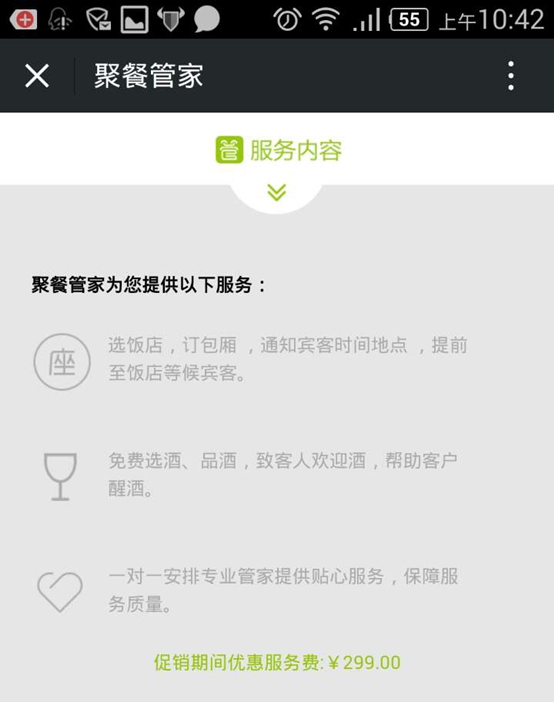 55 上午10:42
聚餐管家
管 服务内容
聚餐管家为您提供以下服务：
选饭店，订包厢 ，通知宾客时间地点 ，提前
座
至饭店等候宾客。
免费选酒、品酒，致客人欢迎酒，帮助客户
醒酒。
一对一安排专业管家提供贴心服务，保障服
务质量。
促销期间优惠服务费:￥299.00